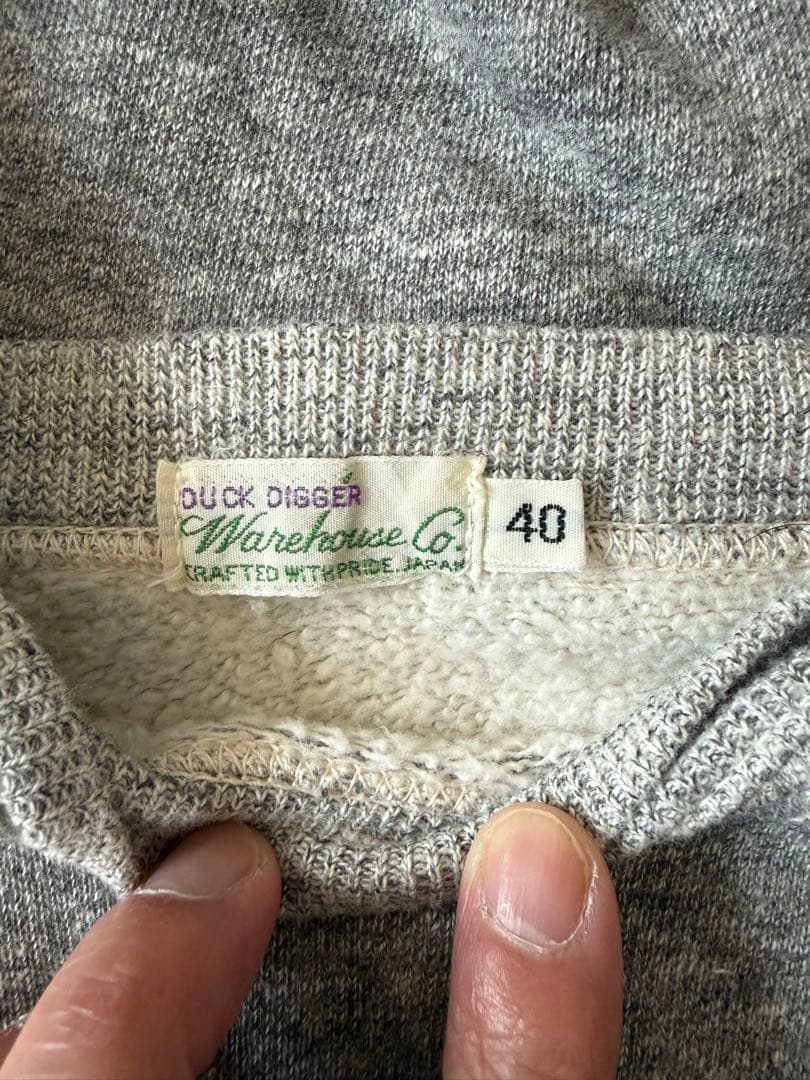 DUCK DIGGER
Warehouse Co.
CRAFTED WITH PRIDE. JAPAN
40